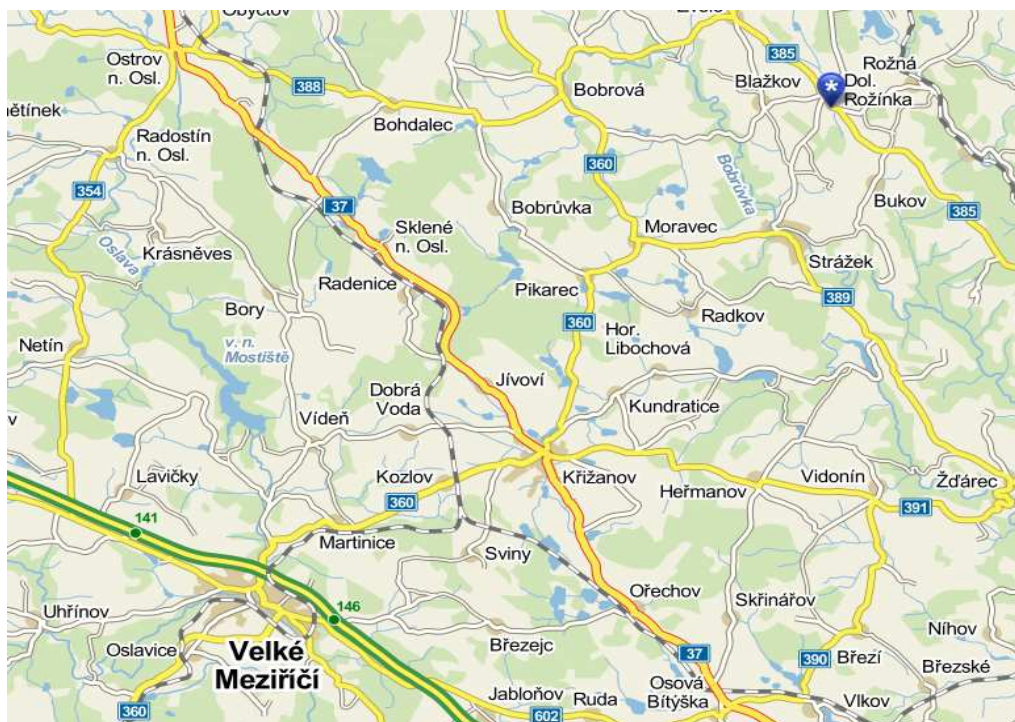 Obyčtov
385
Rožná
Ostrov
n. Osl.
Blažkov
*
Dol.
Rožínka
388
Bobrová
Bohdalec
Radostín
n. Osl.
360
Bobrůvka
354
37
Bobrůvka
Bukov
385
Sklené
n. Osl.
Moravec
Krásněves
Oslava
Strážek
Radenice
Pikarec
389
Bory
Radkov
360
Hor.
Libochová
Netín
v. n.
Mostiště
Jívoví
Dobrá
Voda
Kundratice
Vídeň
v
Lavičky
Kozlov
Křižanov
Heřmanov
Vidonín
Žďárec
360
391
141
Martinice
Sviny
146
Ořechov
Uhřínov
Skřinářov
Níhov
Oslavice
Velké
Meziříčí
Březejc
37
390
Březí
Březské
360
Jabloňov
Ruda
602
Osová
Bítýška
Vlkov